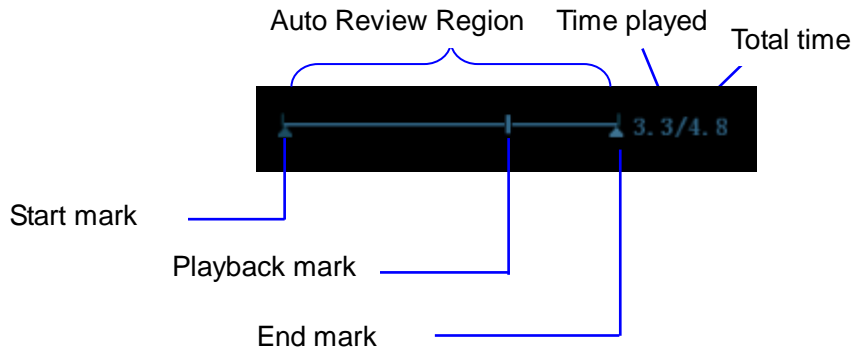 Auto Review Region
Time played
Total time
3.3/4.8
Start mark
Playback mark
End mark